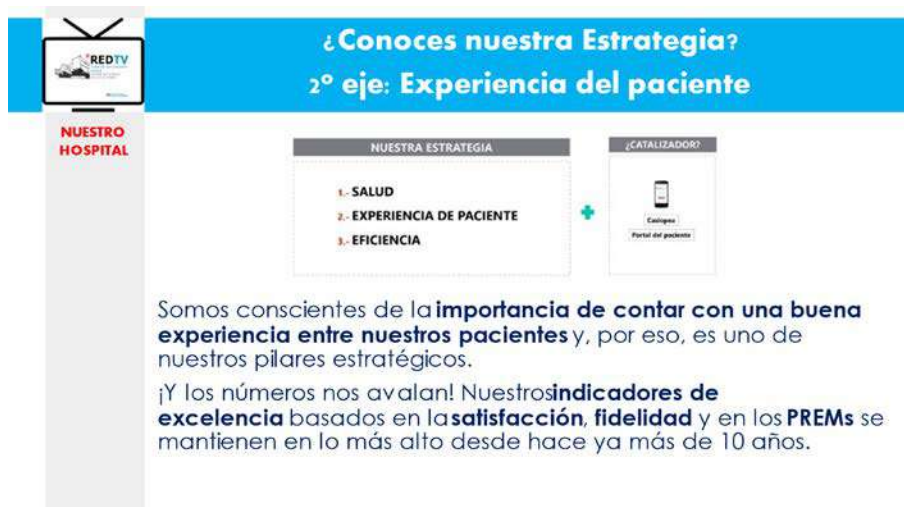 ¿Conoces nuestra Estrategia?
2º eje: Experiencia del paciente
REDTV
NUESTRO
HOSPITAL
NUESTRA ESTRATEGIA
1.- SALUD
2.- EXPERIENCIA DE PACIENTE
3.- EFICIENCIA
¿CATALIZADOR?
Casiopea
Portal del paciente
Somos conscientes de la importancia de contar con una buena
experiencia entre nuestros pacientes y, por eso, es uno de
nuestros pilares estratégicos.
¡Y los números nos avalan! Nuestros indicadores de
excelencia basados en la satisfacción, fidelidad y en los PREMs se
mantienen en lo más alto desde hace ya más de 10 años.